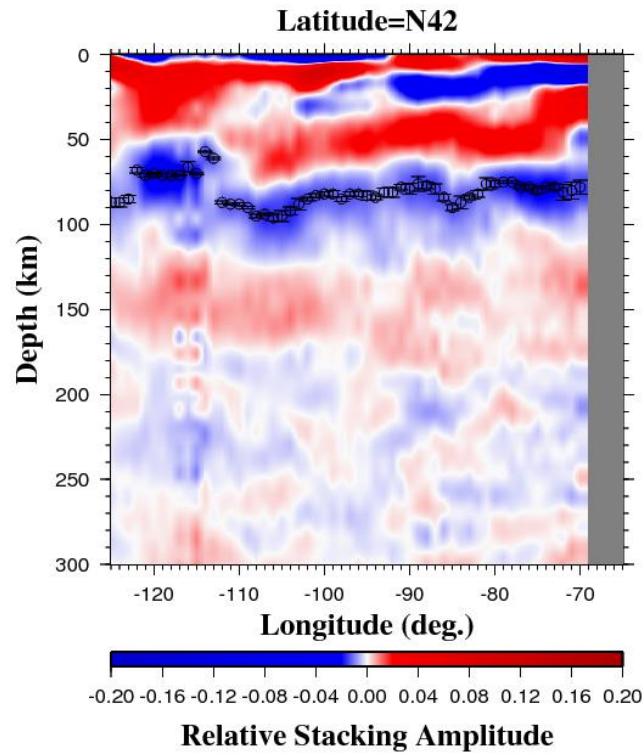 Latitude=N42
0
50
100
150
200
250
300
Depth (km)
-120 -110 -100 -90 -80 -70
Longitude (deg.)
-0.20 -0.16 -0.12 -0.08 -0.04 0.00 0.04 0.08 0.12 0.16 0.20
Relative Stacking Amplitude